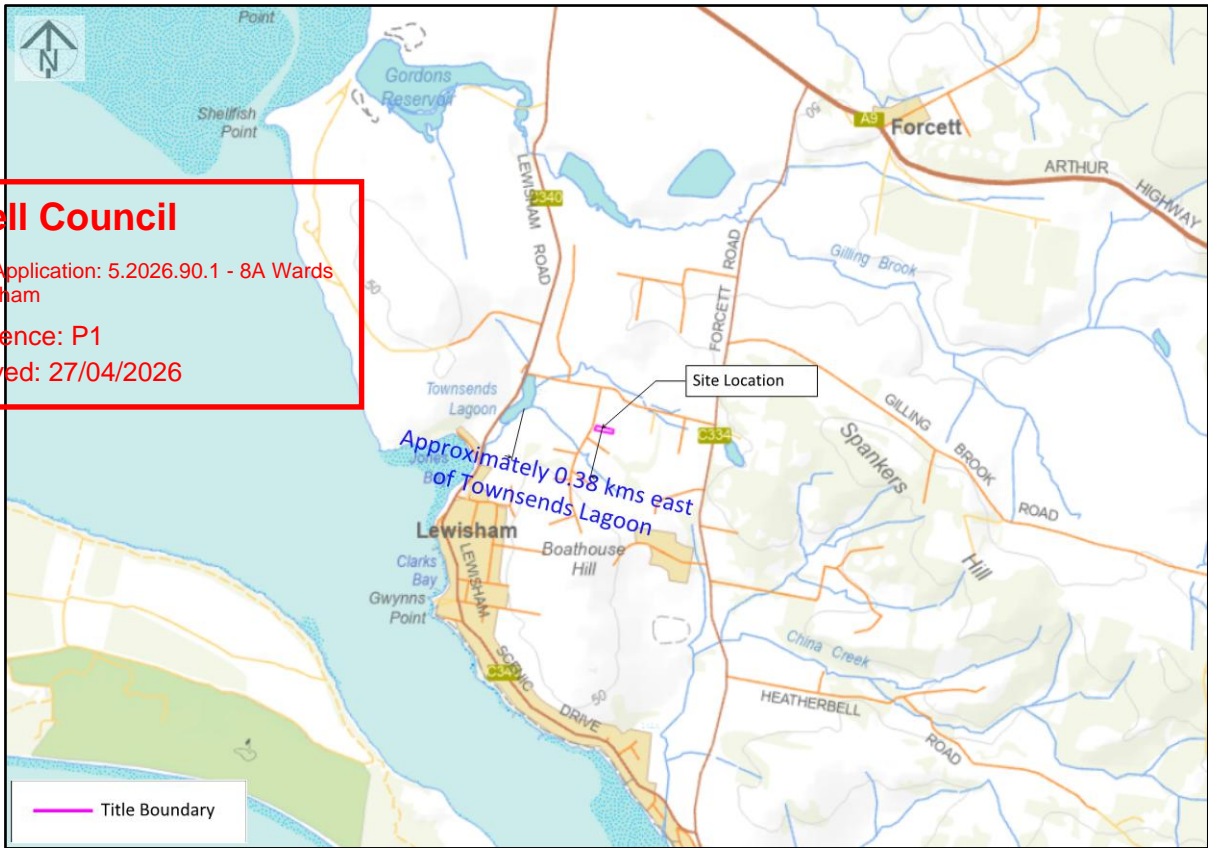 N
Point
Gordons
Reservoir
Shellfish
Point
A9
Forcett
ARTHUR
HIGHWAY
50
LEWISHAM ROAD
C340
ell Council
Application: 5.2026.90.1 - 8A Wards
ham
ence: P1
ved: 27/04/2026
50
FORCETT ROAD
Gilling Brook
Site Location
Townsends
Lagoon
C334
GILLING BROOK ROAD
Spankers
Hill
Approximately 0.38 kms east
of Townsends Lagoon
Jones
Lewisham
Boathouse
Hill
Clarks
Bay
Gwynns
Point
LEWISHAM
SCENIC
DRIVE
50
China Creek
HEATHERBELL
ROAD
Title Boundary